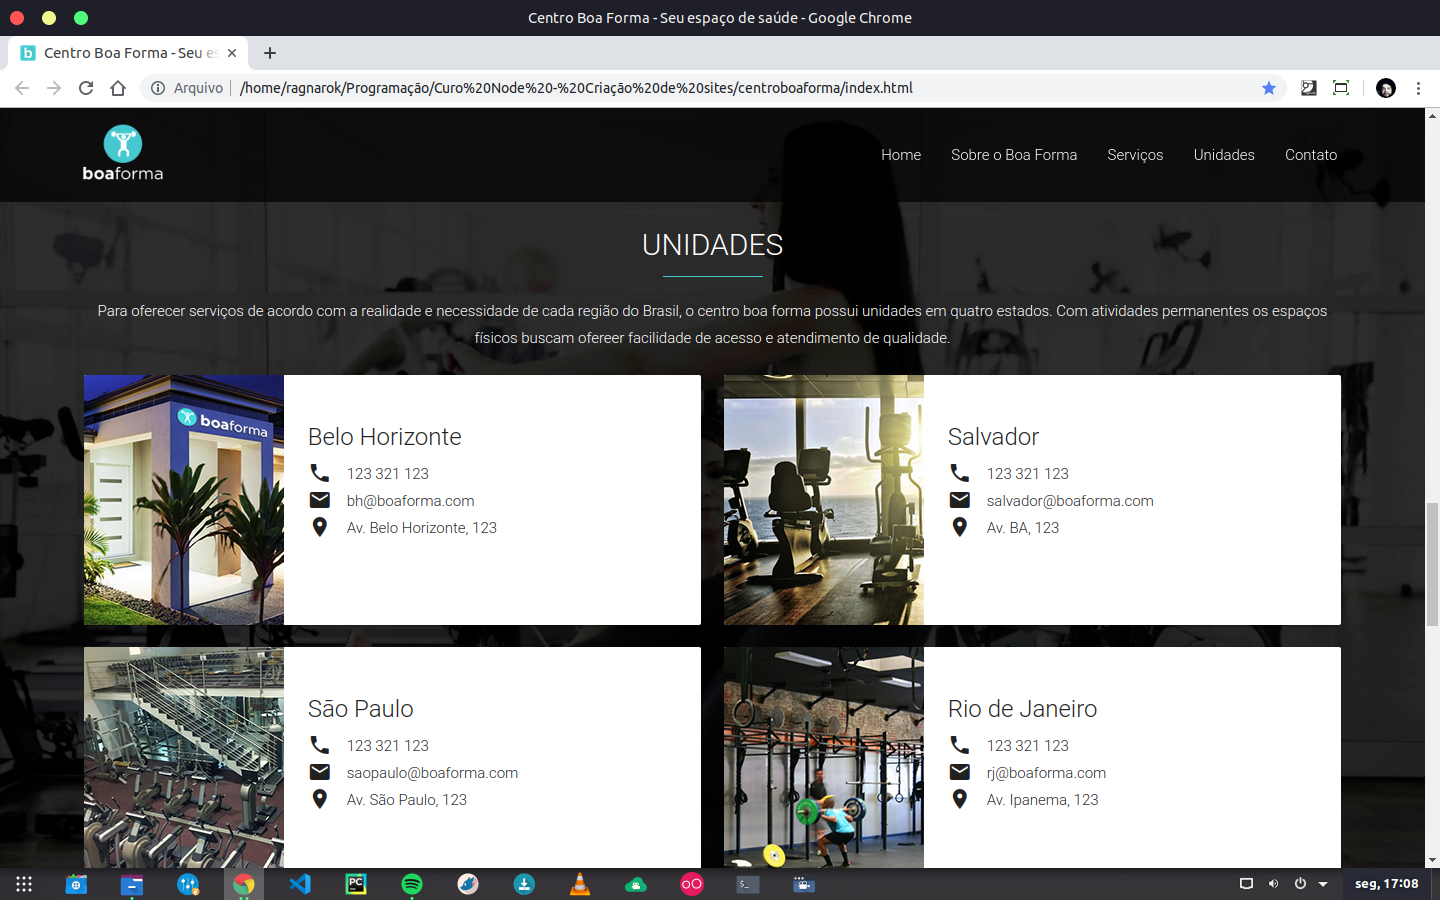 Centro Boa Forma - Seu espaço de saúde - Google Chrome
b Centro Boa Forma - Seu es
Arquivo | /home/ragnarok/Programação/Curo%20Node%20-%20Criação%20de%20sites/centroboaforma/index.html
boaforma
Home Sobre o Boa Forma Serviços Unidades Contato
UNIDADES
Para oferecer serviços de acordo com a realidade e necessidade de cada região do Brasil, o centro boa forma possui unidades em quatro estados. Com atividades permanentes os espaços
físicos buscam ofereer facilidade de acesso e atendimento de qualidade.
boaforma
Belo Horizonte
123 321 123
bh@boaforma.com
Av. Belo Horizonte, 123
Salvador
123 321 123
salvador@boaforma.com
Av. BA, 123
São Paulo
123 321 123
saopaulo@boaforma.com
Av. São Paulo, 123
Rio de Janeiro
123 321 123
rj@boaforma.com
Av. Ipanema, 123
PC
seg, 17:08